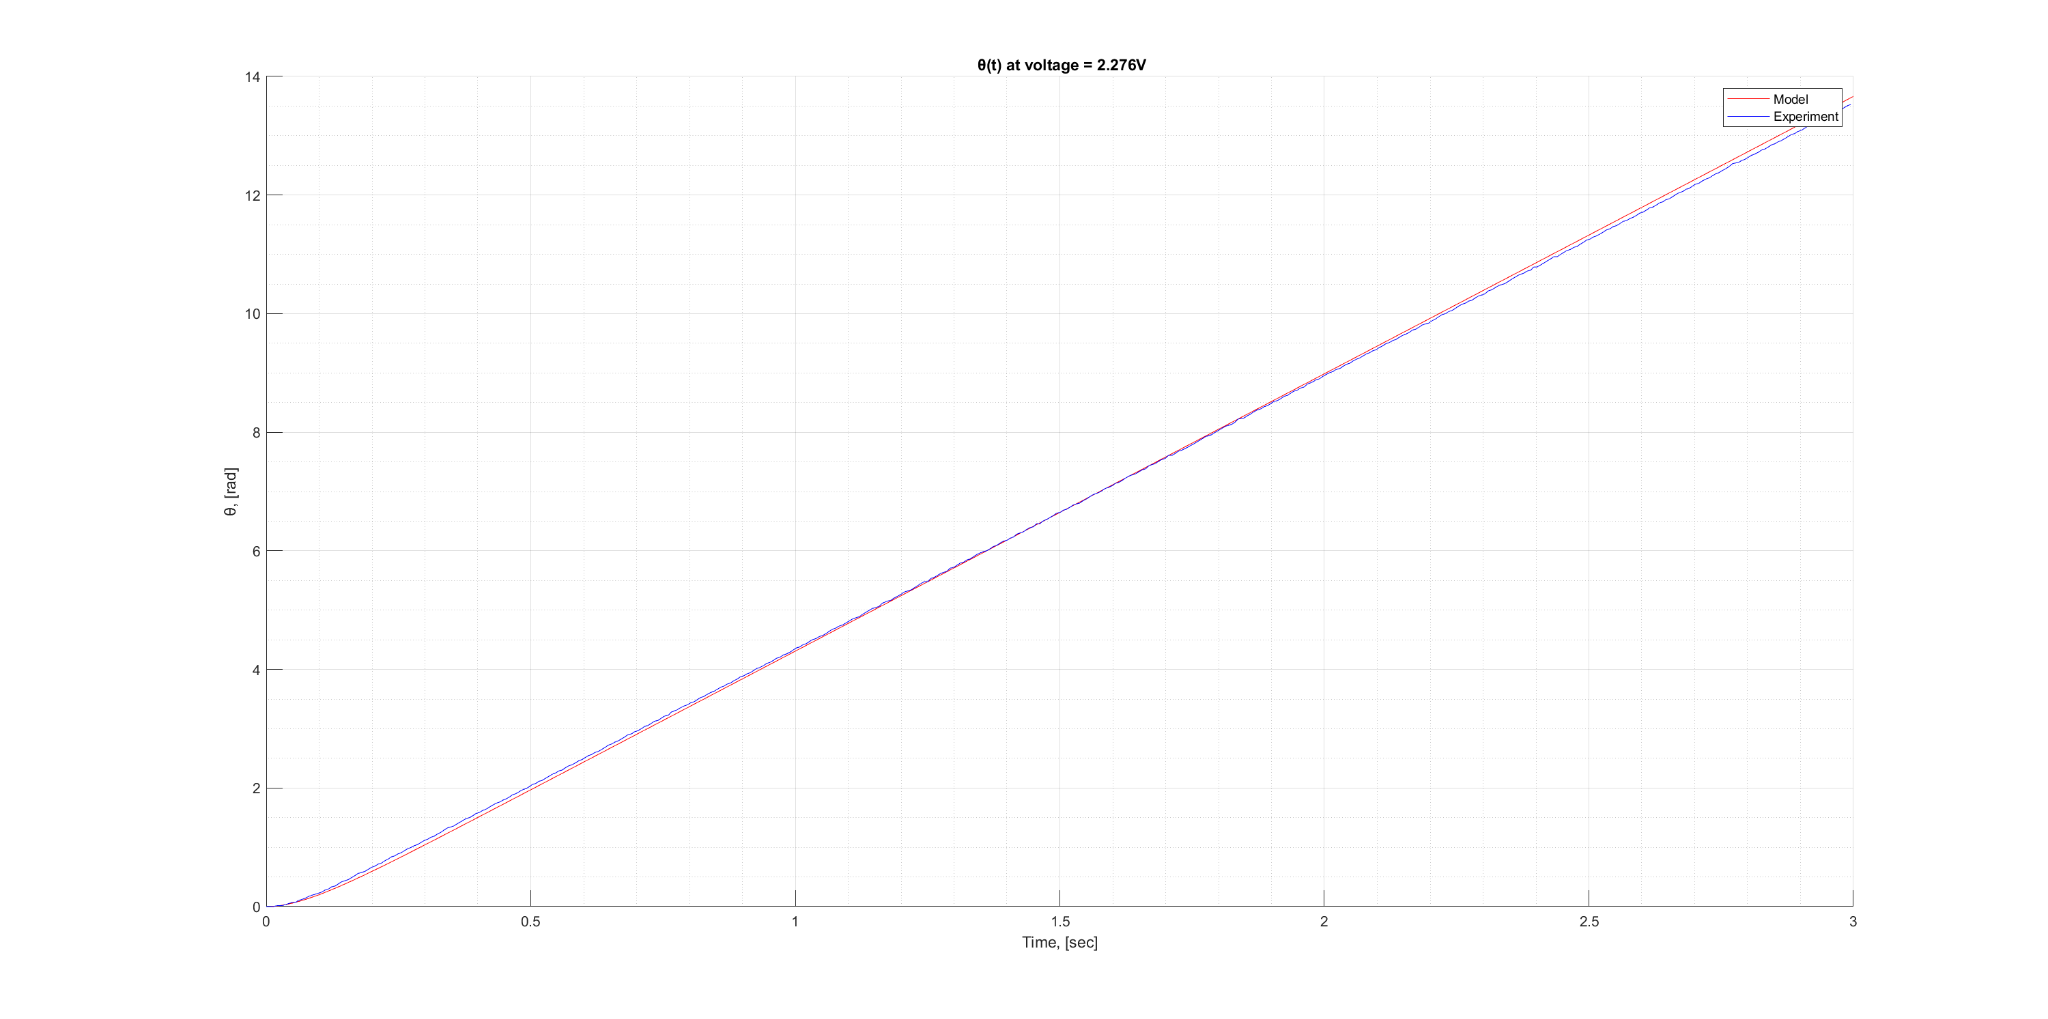 θ(t) at voltage = 2.276V
Model
Experiment
14
12
10
8
6
4
2
0
θ, [rad]
0 0.5 1 1.5 2 2.5 3
Time, [sec]